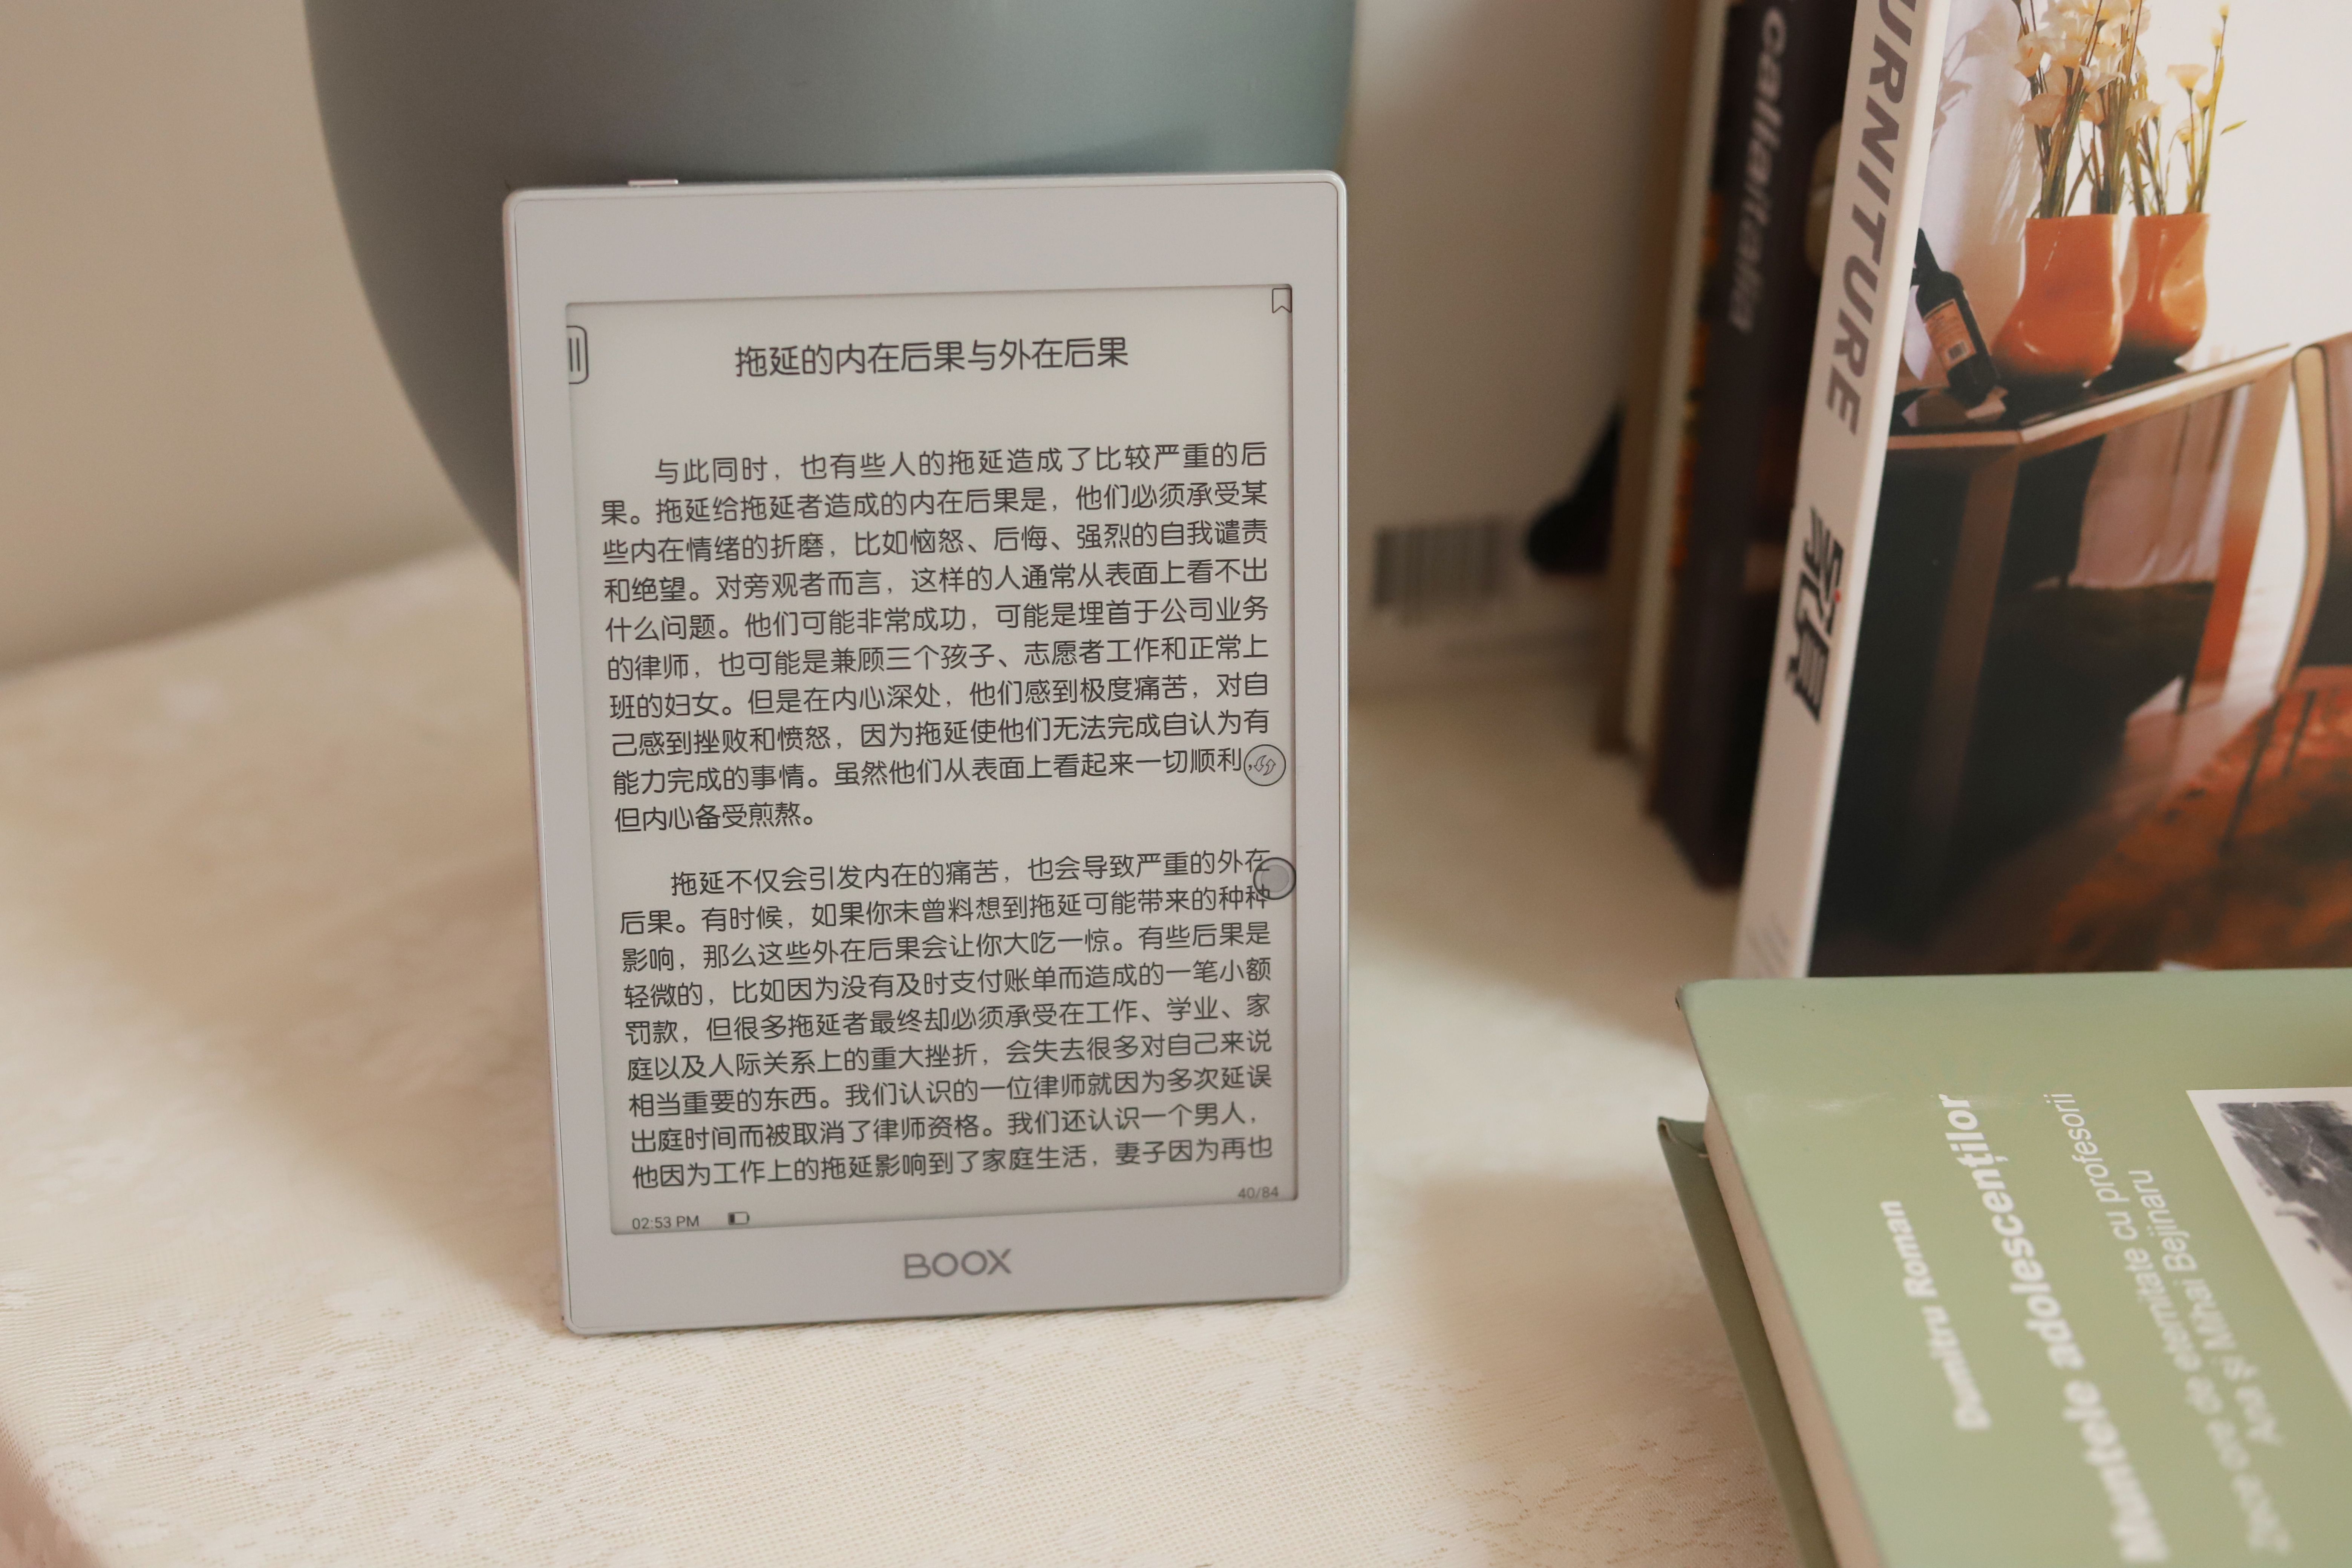 拖延的内在后果与外在后果
与此同时，也有些人的拖延造成了比较严重的后
果。拖延给拖延者造成的内在后果是，他们必须承受某
些内在情绪的折磨，比如恼怒、后悔、强烈的自我谴责
和绝望。对旁观者而言，这样的人通常从表面上看不出
什么问题。他们可能非常成功，可能是埋首于公司业务
的律师，也可能是兼顾三个孩子、志愿者工作和正常上
班的妇女。但是在内心深处，他们感到极度痛苦，对自
己感到挫败和愤怒，因为拖延使他们无法完成自认为有
能力完成的事情。虽然他们从表面上看起来一切顺利，
但内心备受煎熬。
拖延不仅会引发内在的痛苦，也会导致严重的外在
后果。有时候，如果你未曾料想到拖延可能带来的种种
影响，那么这些外在后果会让你大吃一惊。有些后果是
轻微的，比如因为没有及时支付账单而造成的一笔小额
罚款，但很多拖延者最终却必须承受在工作、学业、家
庭以及人际关系上的重大挫折，会失去很多对自己来说
相当重要的东西。我们认识的一位律师就因为多次延误
出庭时间而被取消了律师资格。我们还认识一个男人，
他因为工作上的拖延影响到了家庭生活，妻子因为再也
40/84
02:53 PM
BOOX
calitatia
URNITURE
家具
Dumitru Roman
Muntele adolescenților
Zece ore de eternitate cu profesorii
Ana și Mihai Bejinaru